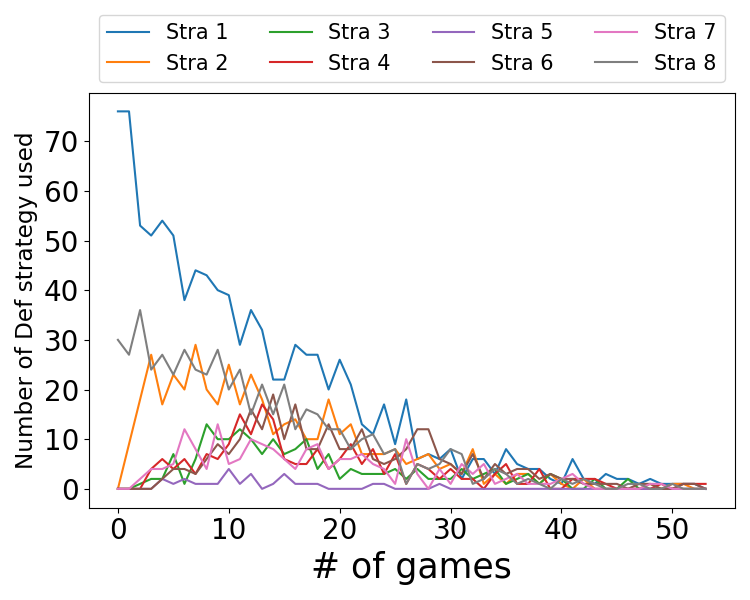 Stra 1 Stra 3 Stra 5 Stra 7
Stra 2 Stra 4 Stra 6 Stra 8
Number of Def strategy used
70
60
50
40
30
20
10
0
0 10 20 30 40 50
# of games